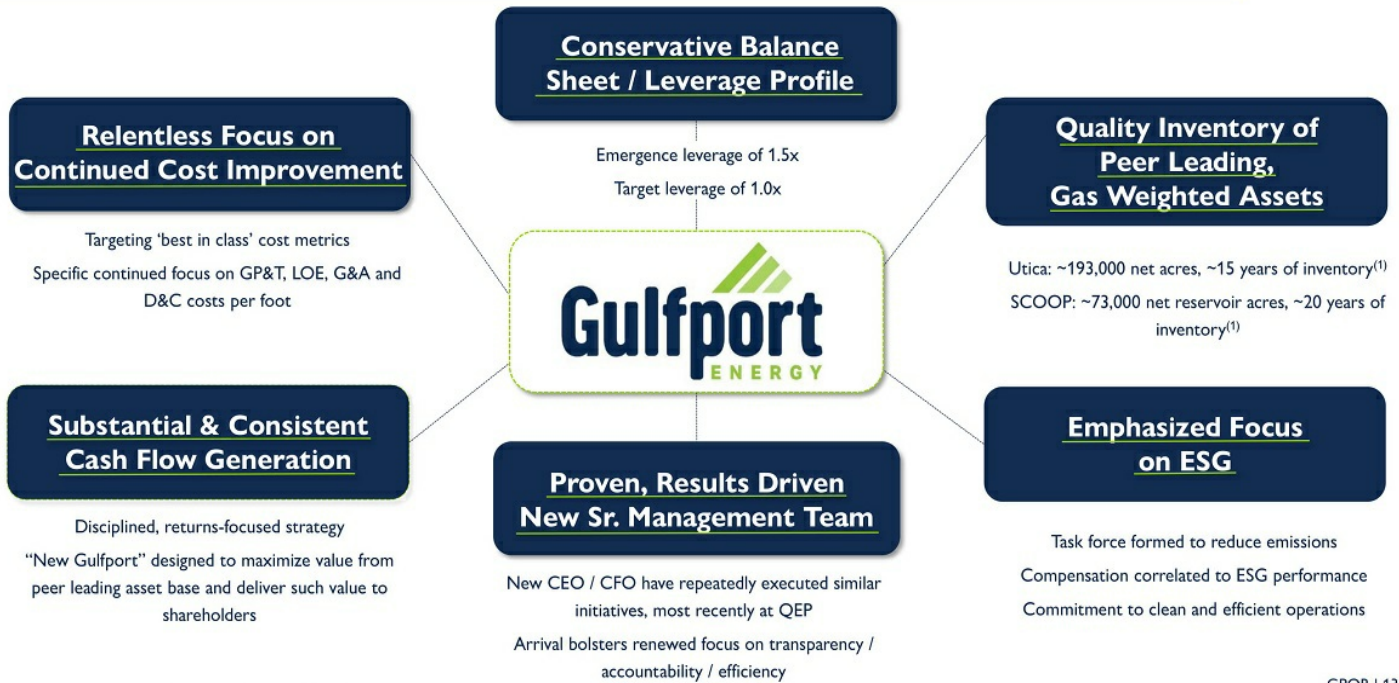 Conservative Balance
Sheet / Leverage Profile
Emergence leverage of 1.5x
Target leverage of 1.0x
Relentless Focus on
Continued Cost Improvement
Targeting ‘best in class’ cost metrics
Specific continued focus on GP&T, LOE, G&A and
D&C costs per foot
Quality Inventory of
Peer Leading,
Gas Weighted Assets
Utica: ~193,000 net acres, ~15 years of inventory(1)
SCOOP: ~73,000 net reservoir acres, ~20 years of
inventory(1)
Gulfport
ENERGY
Substantial & Consistent
Cash Flow Generation
Disciplined, returns-focused strategy
“New Gulfport” designed to maximize value from
peer leading asset base and deliver such value to
shareholders
Proven, Results Driven
New Sr. Management Team
New CEO / CFO have repeatedly executed similar
initiatives, most recently at QEP
Arrival bolsters renewed focus on transparency /
accountability / efficiency
Emphasized Focus
on ESG
Task force formed to reduce emissions
Compensation correlated to ESG performance
Commitment to clean and efficient operations